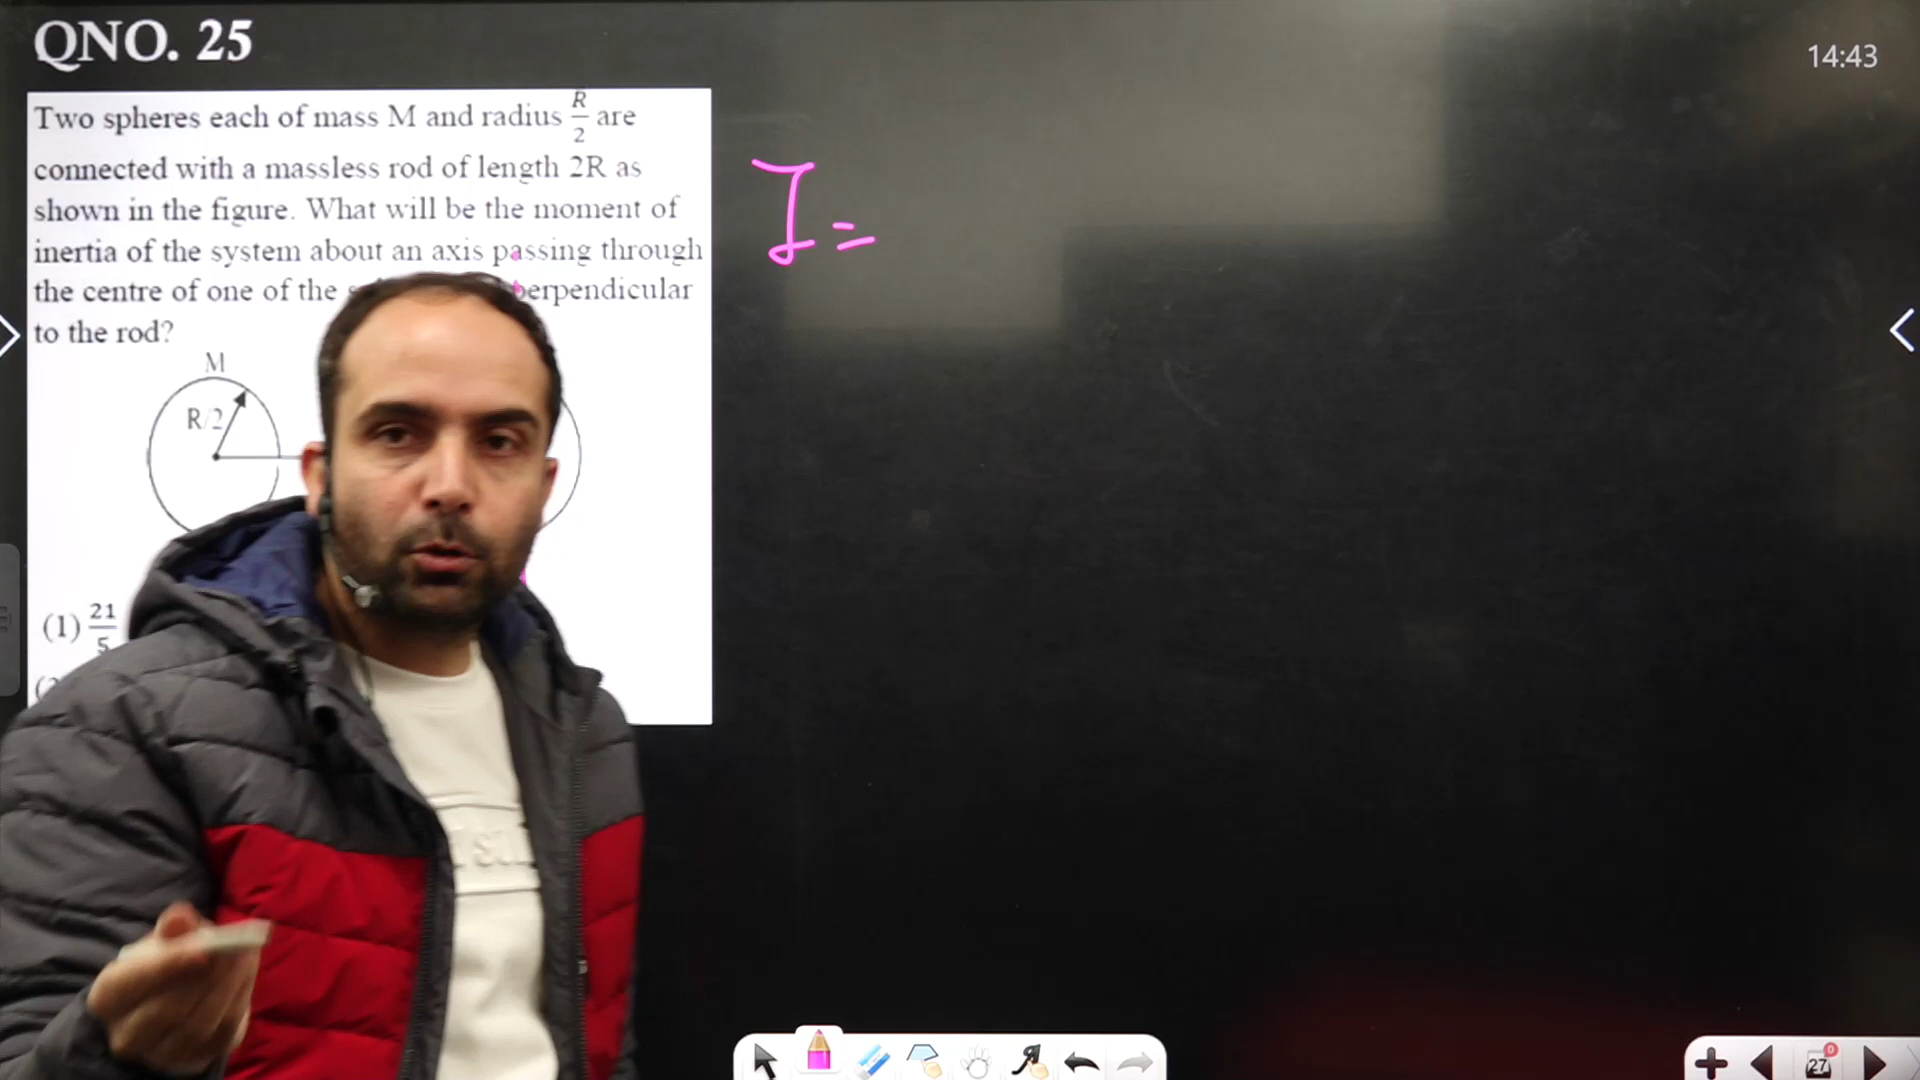 QNO. 25
14:43
Two spheres each of mass M and radius R/2 are
connected with a massless rod of length 2R as
shown in the figure. What will be the moment of
inertia of the system about an axis passing through
the centre of one of the perpendicular
to the rod?
M
R/2
(1) 21/5
I =
27
0